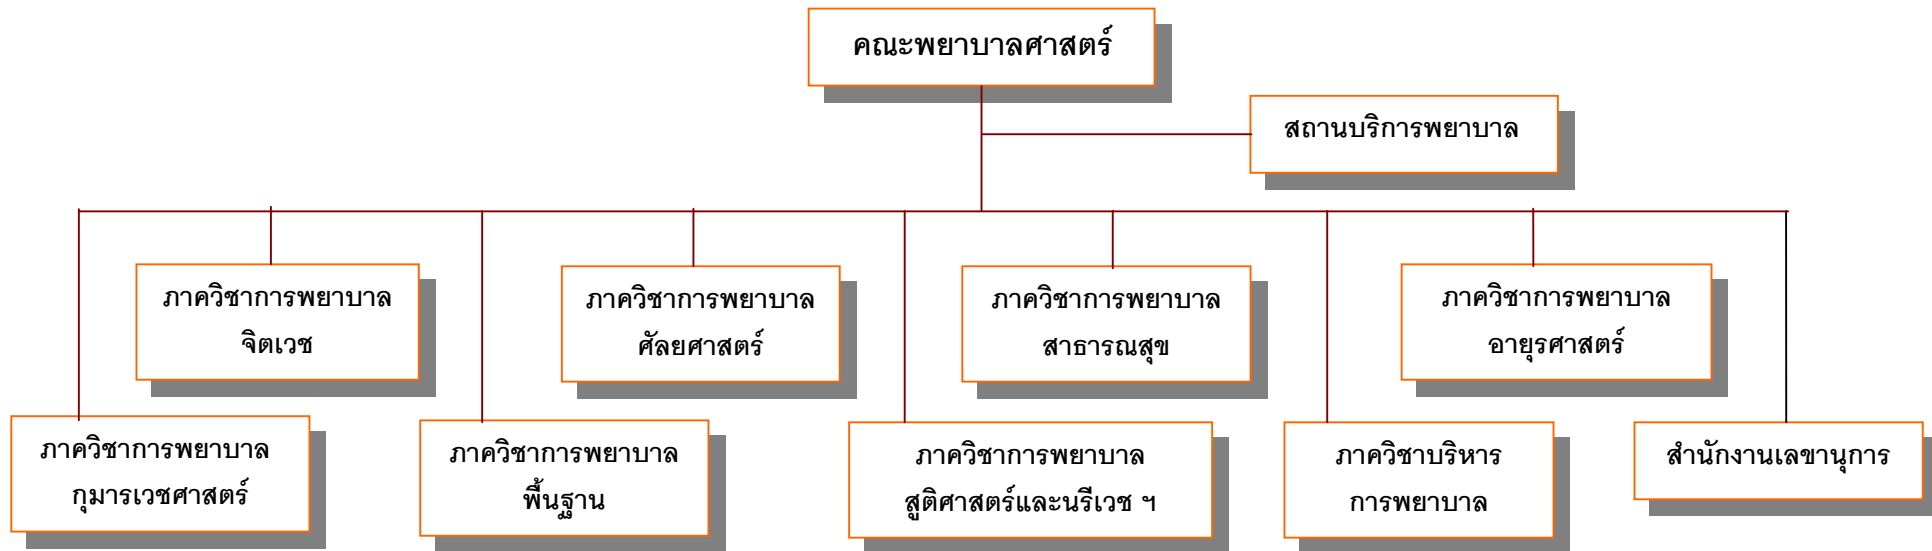 คณะพยาบาลศาสตร์
สถานบริการพยาบาล
ภาควิชาการพยาบาล
จิตเวช
ภาควิชาการพยาบาล
ศัลยศาสตร์
ภาควิชาการพยาบาล
สาธารณสุข
ภาควิชาการพยาบาล
อายุรศาสตร์
ภาควิชาการพยาบาล
กุมารเวชศาสตร์
ภาควิชาการพยาบาล
พื้นฐาน
ภาควิชาการพยาบาล
สูติศาสตร์และนรีเวช ฯ
ภาควิชาบริหาร
การพยาบาล
สำนักงานเลขานุการ